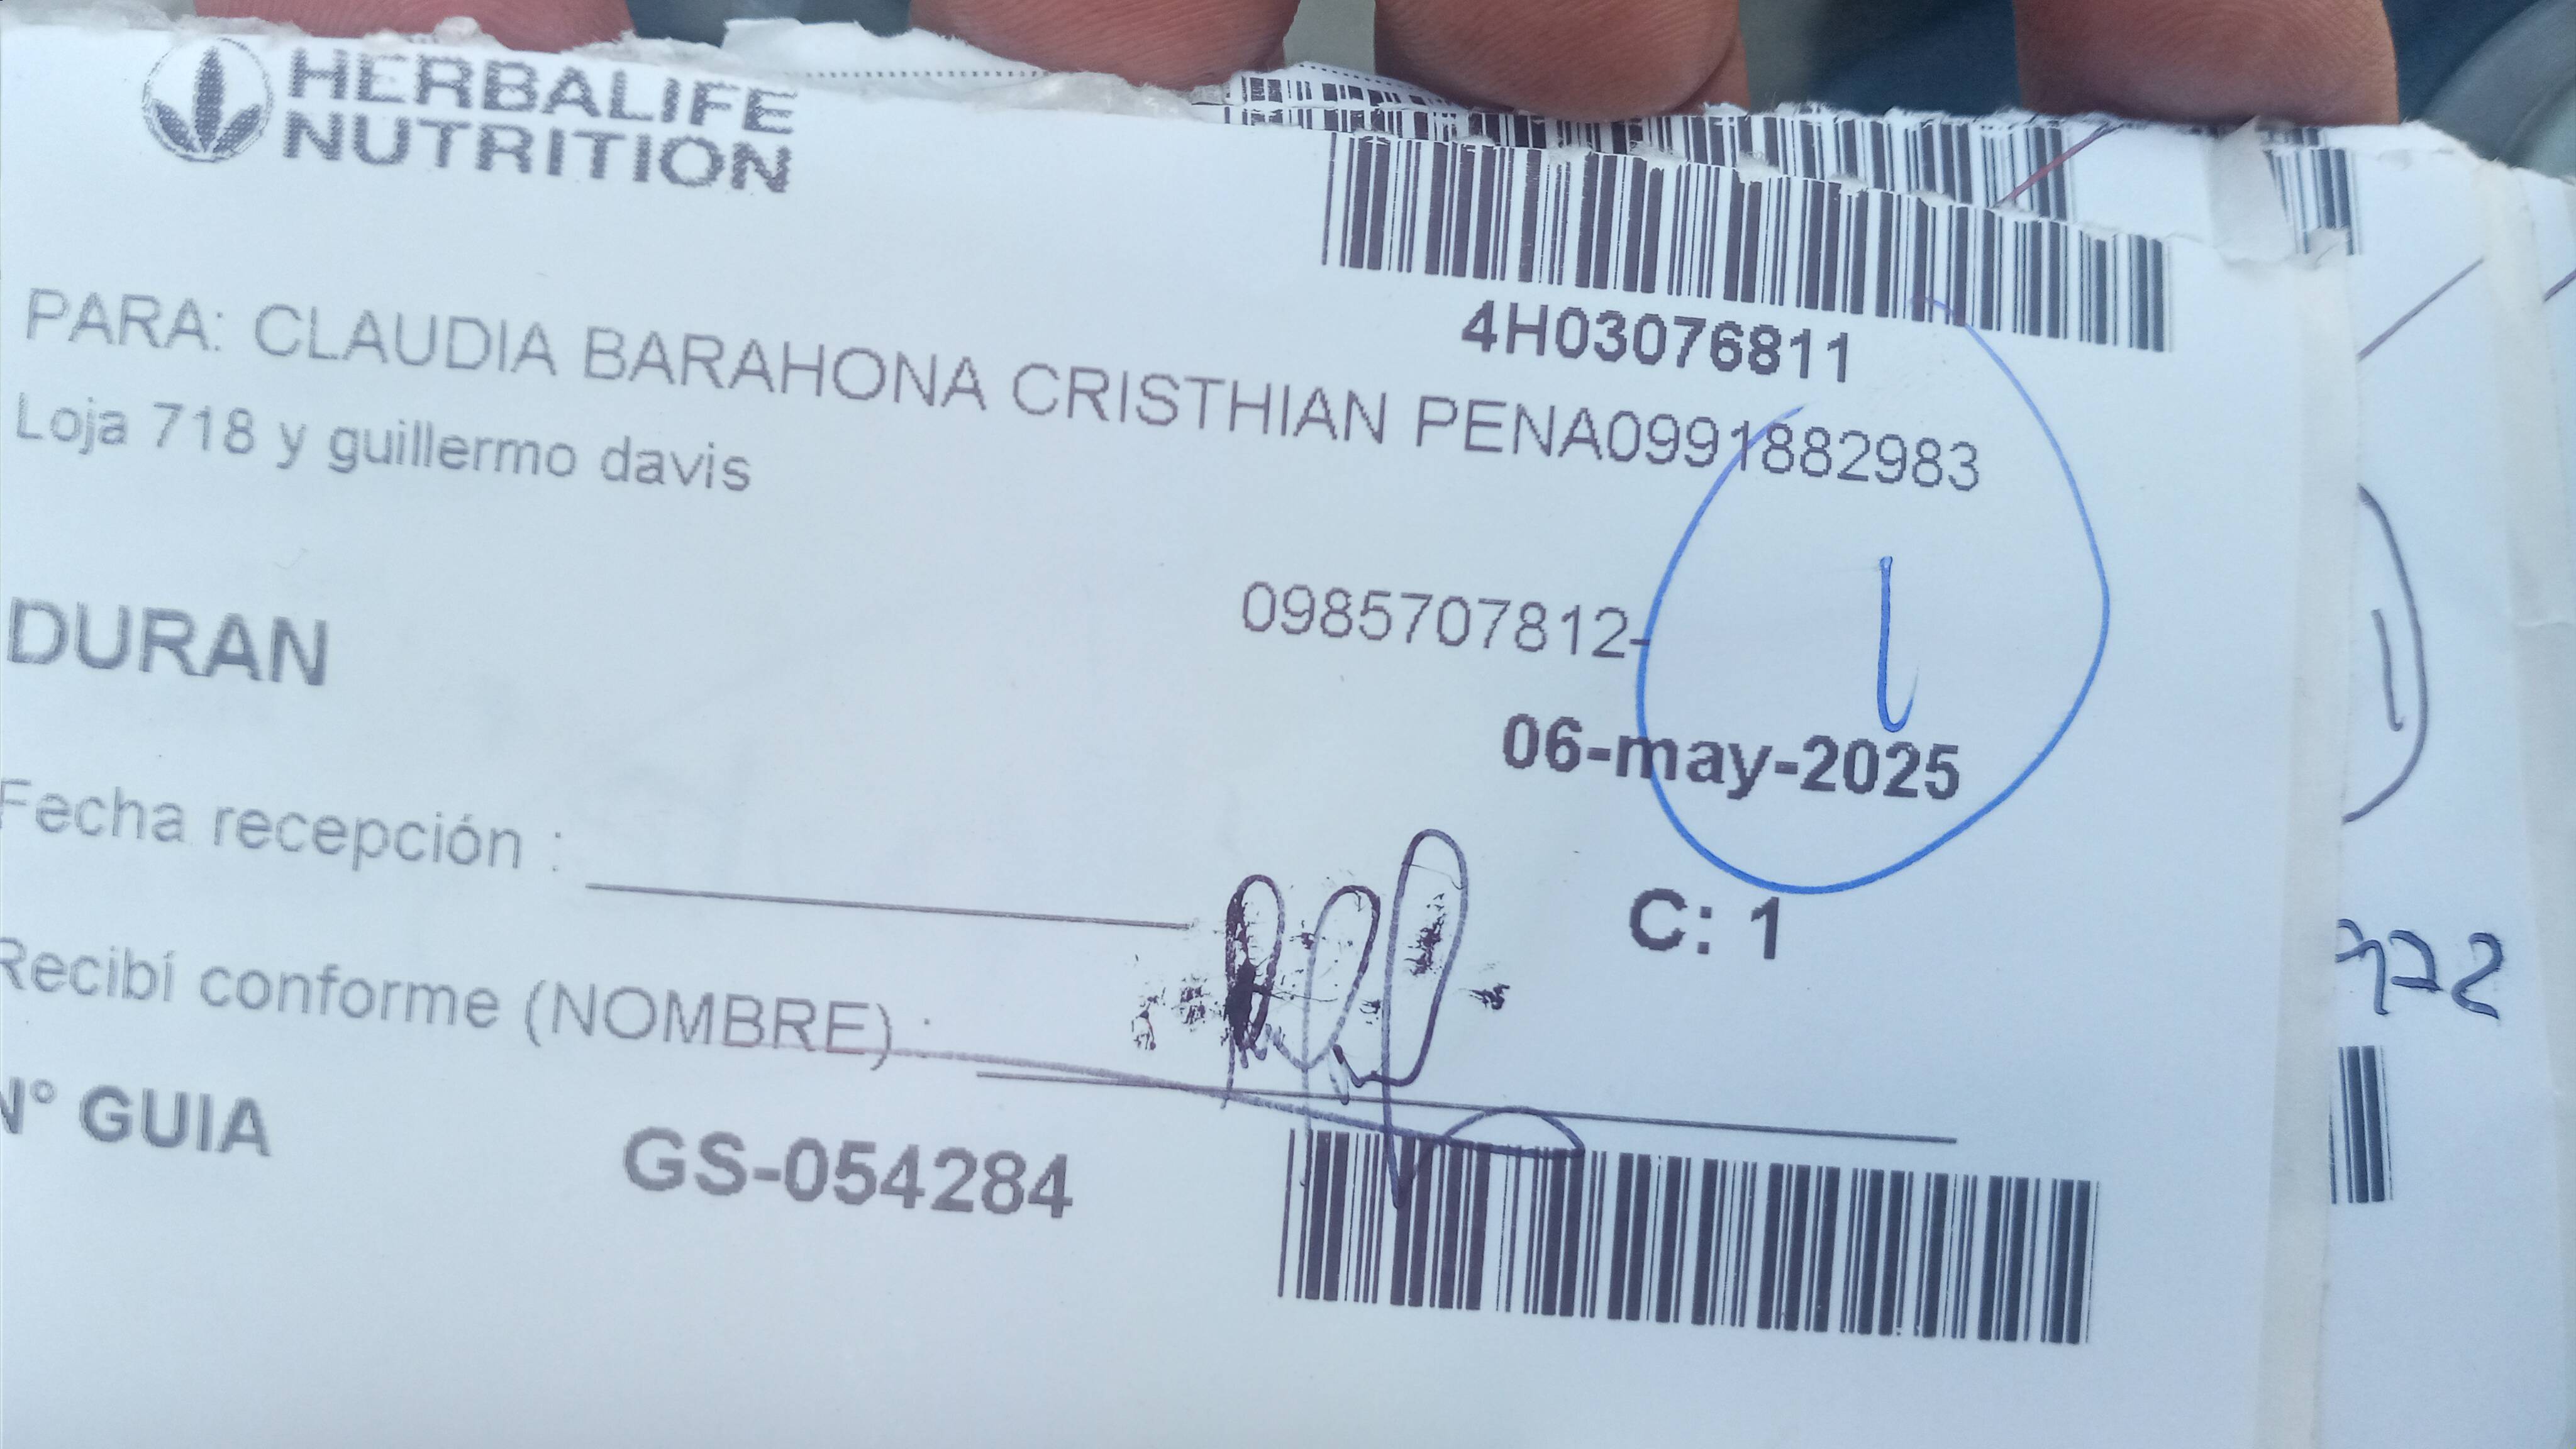 HERBALIFE
NUTRITION
4H03076811
PARA: CLAUDIA BARAHONA CRISTHIAN PENA0991882983
Loja 718 y guillermo davis
0985707812-
1
DURAN
06-may-2025
Fecha recepción :
C: 1
Recibí conforme (NOMBRE) :
N° GUIA GS-054284